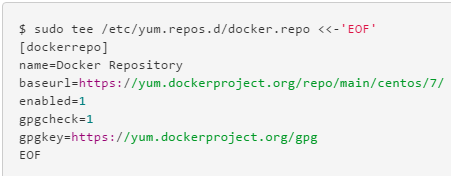 $ sudo tee /etc/yum.repos.d/docker.repo <<-'EOF'
[dockerrepo]
name=Docker Repository
baseurl=https://yum.dockerproject.org/repo/main/centos/7/
enabled=1
gpgcheck=1
gpgkey=https://yum.dockerproject.org/gpg
EOF